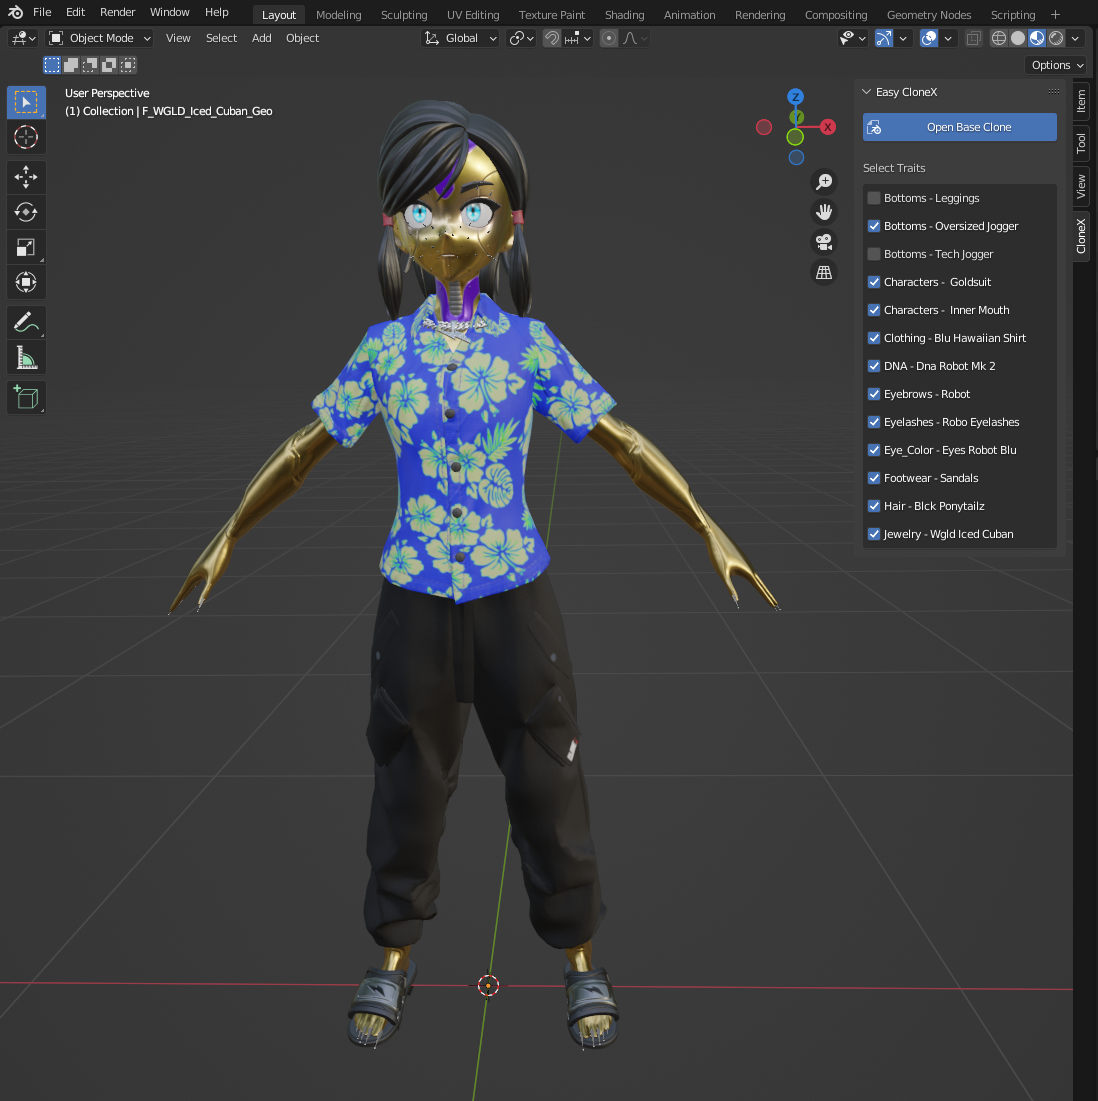 File Edit Render Window Help Layout Modeling Sculpting UV Editing Texture Paint Shading Animation Rendering Compositing Geometry Nodes Scripting +
Object Mode View Select Add Object Global
Options
User Perspective
(1) Collection | F_WGLD_Iced_Cuban_Geo
Z
X
Easy CloneX
Open Base Clone
Select Traits
Bottoms - Leggings
Bottoms - Oversized Jogger
Bottoms - Tech Jogger
Characters - Goldsuit
Characters - Inner Mouth
Clothing - Blu Hawaiian Shirt
DNA - Dna Robot Mk 2
Eyebrows - Robot
Eyelashes - Robo Eyelashes
Eye_Color - Eyes Robot Blu
Footwear - Sandals
Hair - Blck Ponytailz
Jewelry - Wgld Iced Cuban
Item
Tool
View
CloneX